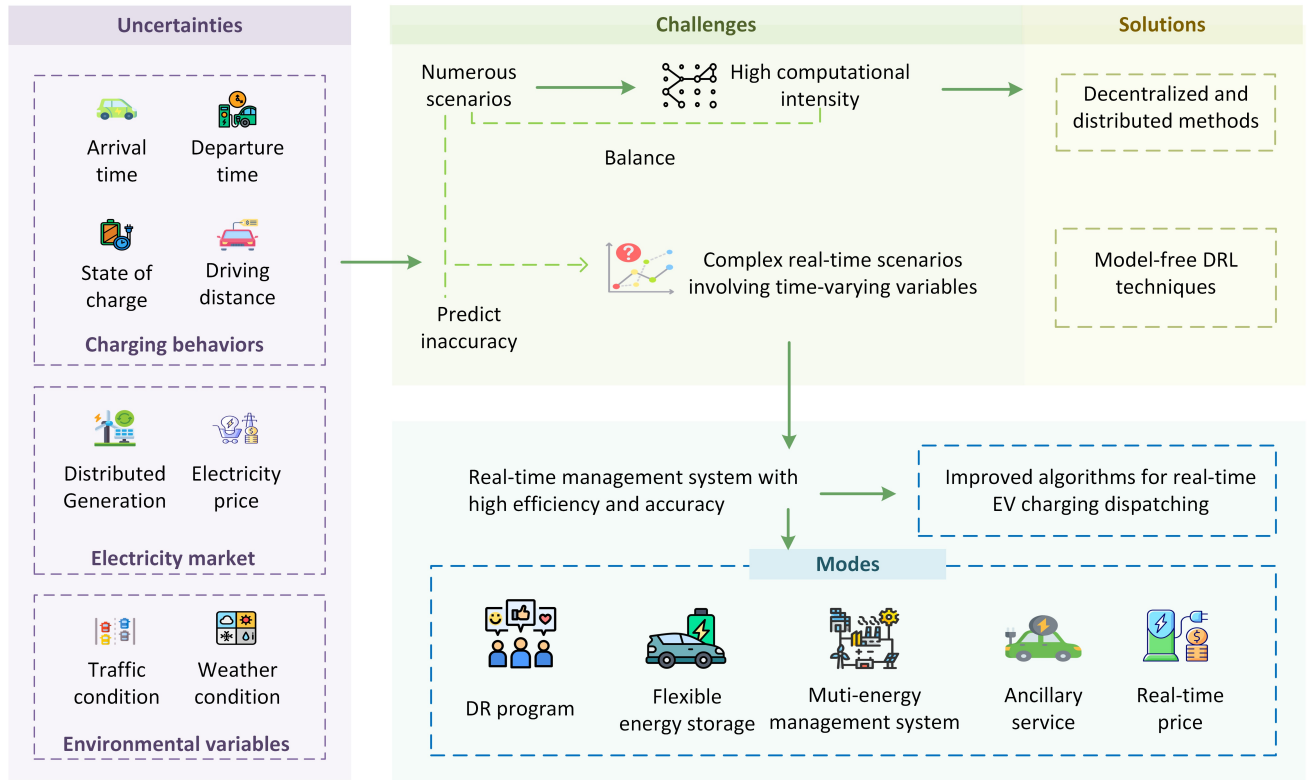 Uncertainties
Arrival
time
Departure
time
State of
charge
Driving
distance
Charging behaviors
Distributed
Generation
Electricity
price
Electricity market
Traffic
condition
Weather
condition
Environmental variables
Challenges
Solutions
Numerous
scenarios
High computational
intensity
Decentralized and
distributed methods
Balance
Complex real-time scenarios
involving time-varying variables
Model-free DRL
techniques
Predict
inaccuracy
Real-time management system with
high efficiency and accuracy
Improved algorithms for real-time
EV charging dispatching
Modes
DR program
Flexible
energy storage
Muti-energy
management system
Ancillary
service
Real-time
price